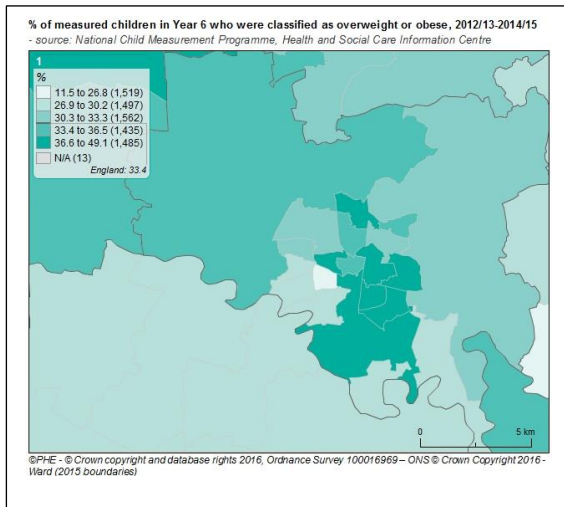 % of measured children in Year 6 who were classified as overweight or obese, 2012/13-2014/15
- source: National Child Measurement Programme, Health and Social Care Information Centre
1
%
11.5 to 26.8 (1,519)
26.9 to 30.2 (1,497)
30.3 to 33.3 (1,562)
33.4 to 36.5 (1,435)
36.6 to 49.1 (1,485)
N/A (13)
England: 33.4
0 5 km
©PHE - © Crown copyright and database rights 2016, Ordnance Survey 100016969 – ONS © Crown Copyright 2016 -
Ward (2015 boundaries)